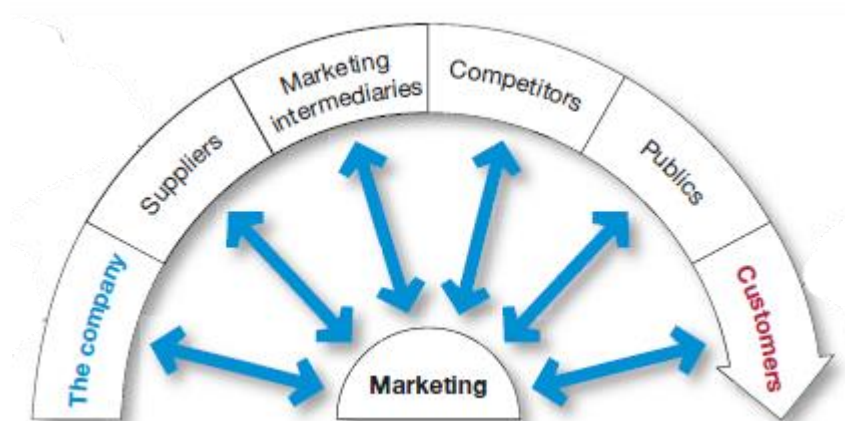 The company
Suppliers
Marketing
intermediaries
Competitors
Publics
Customers
Marketing